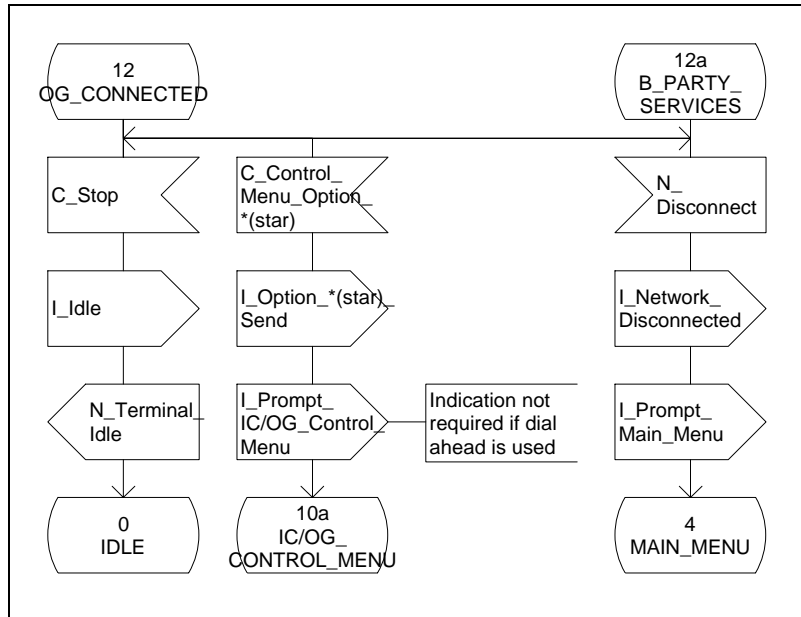 12
OG_CONNECTED
12a
B_PARTY_
SERVICES
C_Stop
C_Control_
Menu_Option_
*(star)
N_
Disconnect
I_Idle
I_Option_*(star)_
Send
I_Network_
Disconnected
N_Terminal_
Idle
I_Prompt_
IC/OG_Control_
Menu
Indication not
required if dial
ahead is used
I_Prompt_
Main_Menu
0
IDLE
10a
IC/OG_
CONTROL_MENU
4
MAIN_MENU